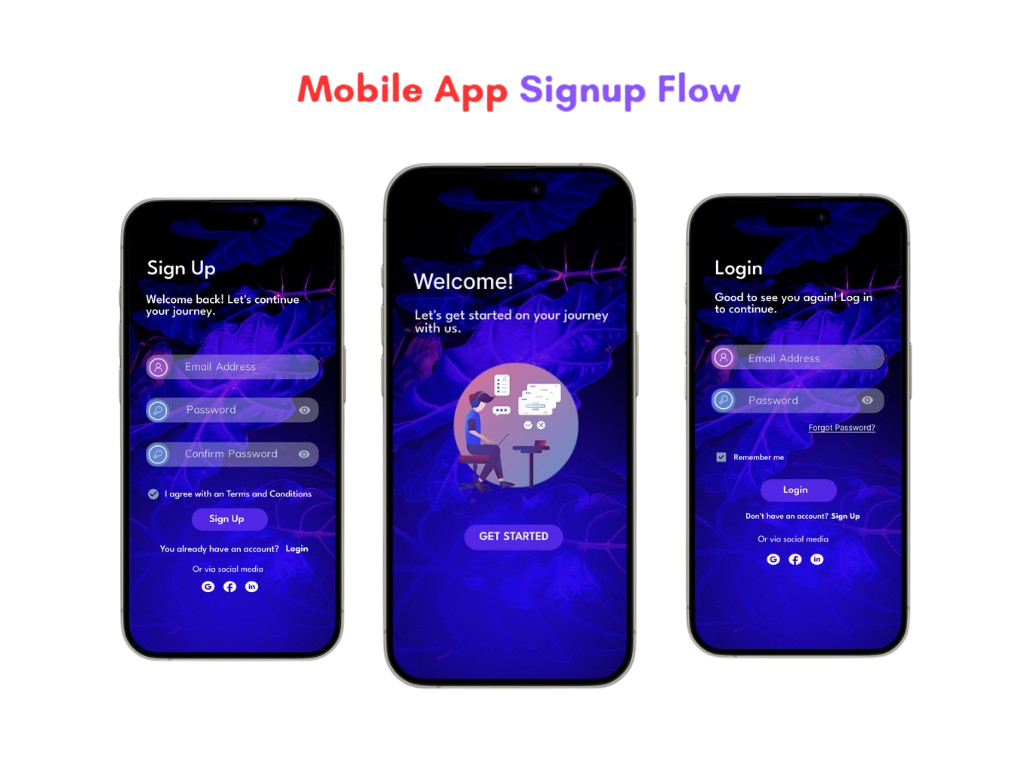 Mobile App Signup Flow
Sign Up
Welcome back! Let's continue
your journey.
Email Address
Password
Confirm Password
I agree with an Terms and Conditions
Sign Up
You already have an account? Login
Or via social media
G f in
Welcome!
Let's get started on your journey
with us.
GET STARTED
Login
Good to see you again! Log in
to continue.
Email Address
Password
Forgot Password?
Remember me
Login
Don't have an account? Sign Up
Or via social media
G f in